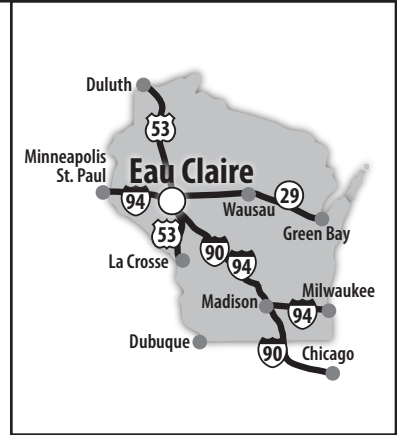 Duluth
53
Minneapolis
St. Paul
Eau Claire
94
29
Wausau
Green Bay
53
90
94
La Crosse
Milwaukee
Madison
94
Dubuque
90
Chicago